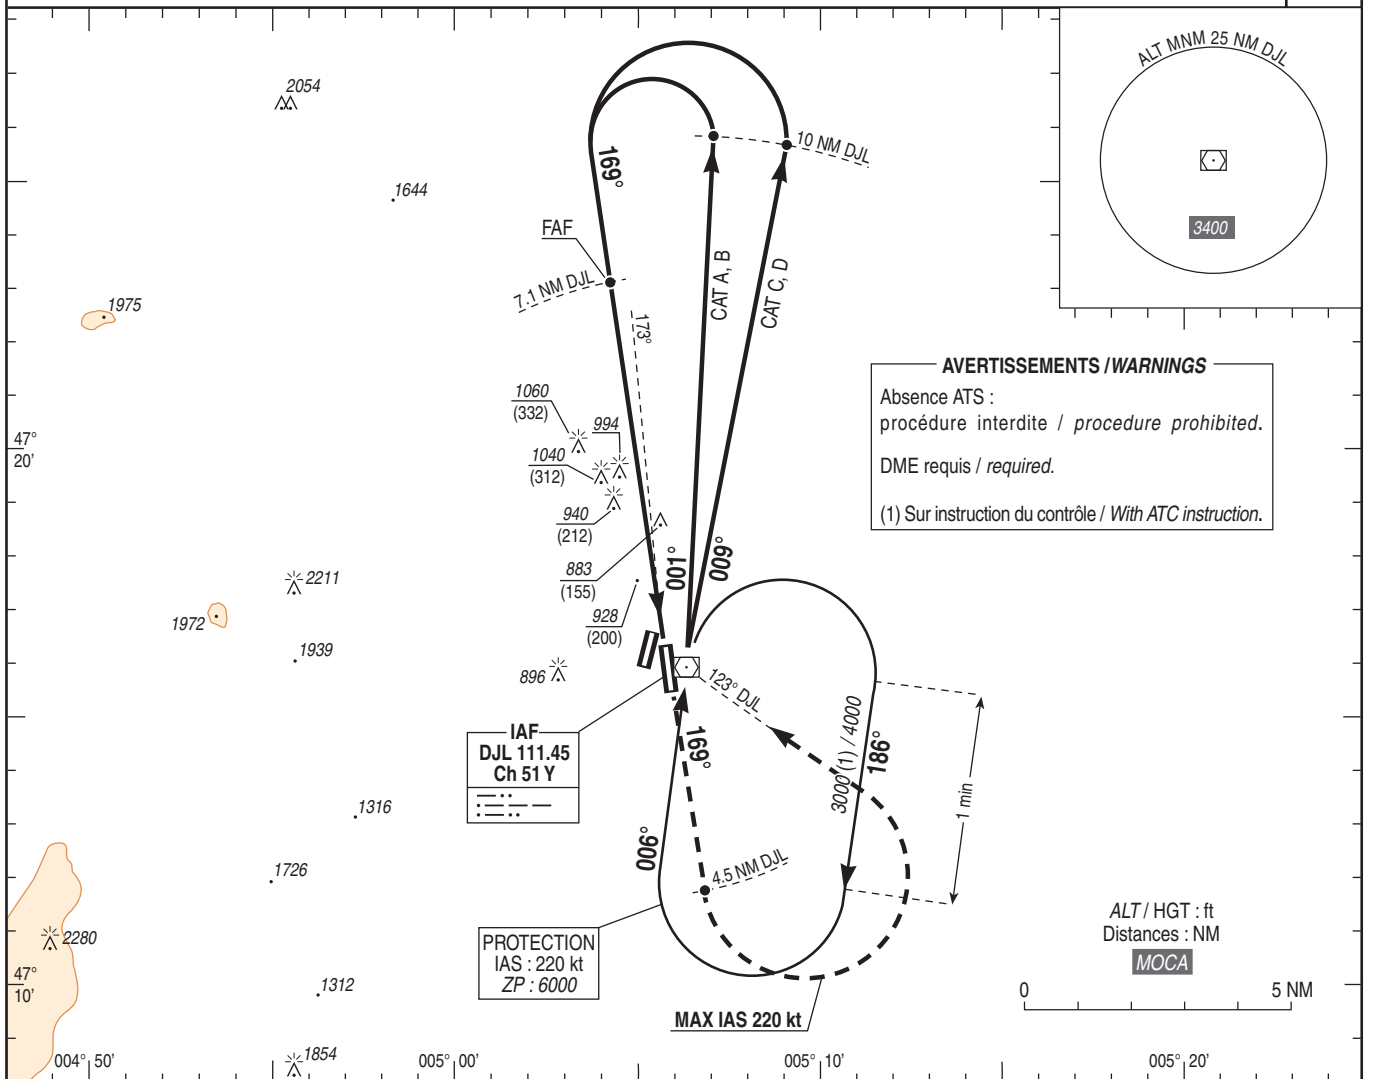 ALT MNM 25 NM DJL
3400
2054
1644
10 NM DJL
169°
FAF
7.1 NM DJL
173°
CAT A, B
CAT C, D
1975
AVERTISSEMENTS / WARNINGS
Absence ATS :
procédure interdite / procedure prohibited.
DME requis / required.
(1) Sur instruction du contrôle / With ATC instruction.
47°
20'
1060
(332)
994
1040
(312)
940
(212)
883
(155)
928
(200)
001°
009°
2211
1972
1939
896
123° DJL
IAF
DJL 111.45
Ch 51 Y
169°
3000 (1) / 4000
186°
1 min
1316
006°
1726
4.5 NM DJL
2280
PROTECTION
IAS : 220 kt
ZP : 6000
ALT / HGT : ft
Distances : NM
MOCA
47°
10'
1312
0
5 NM
MAX IAS 220 kt
1854
004° 50'
005° 00'
005° 10'
005° 20'